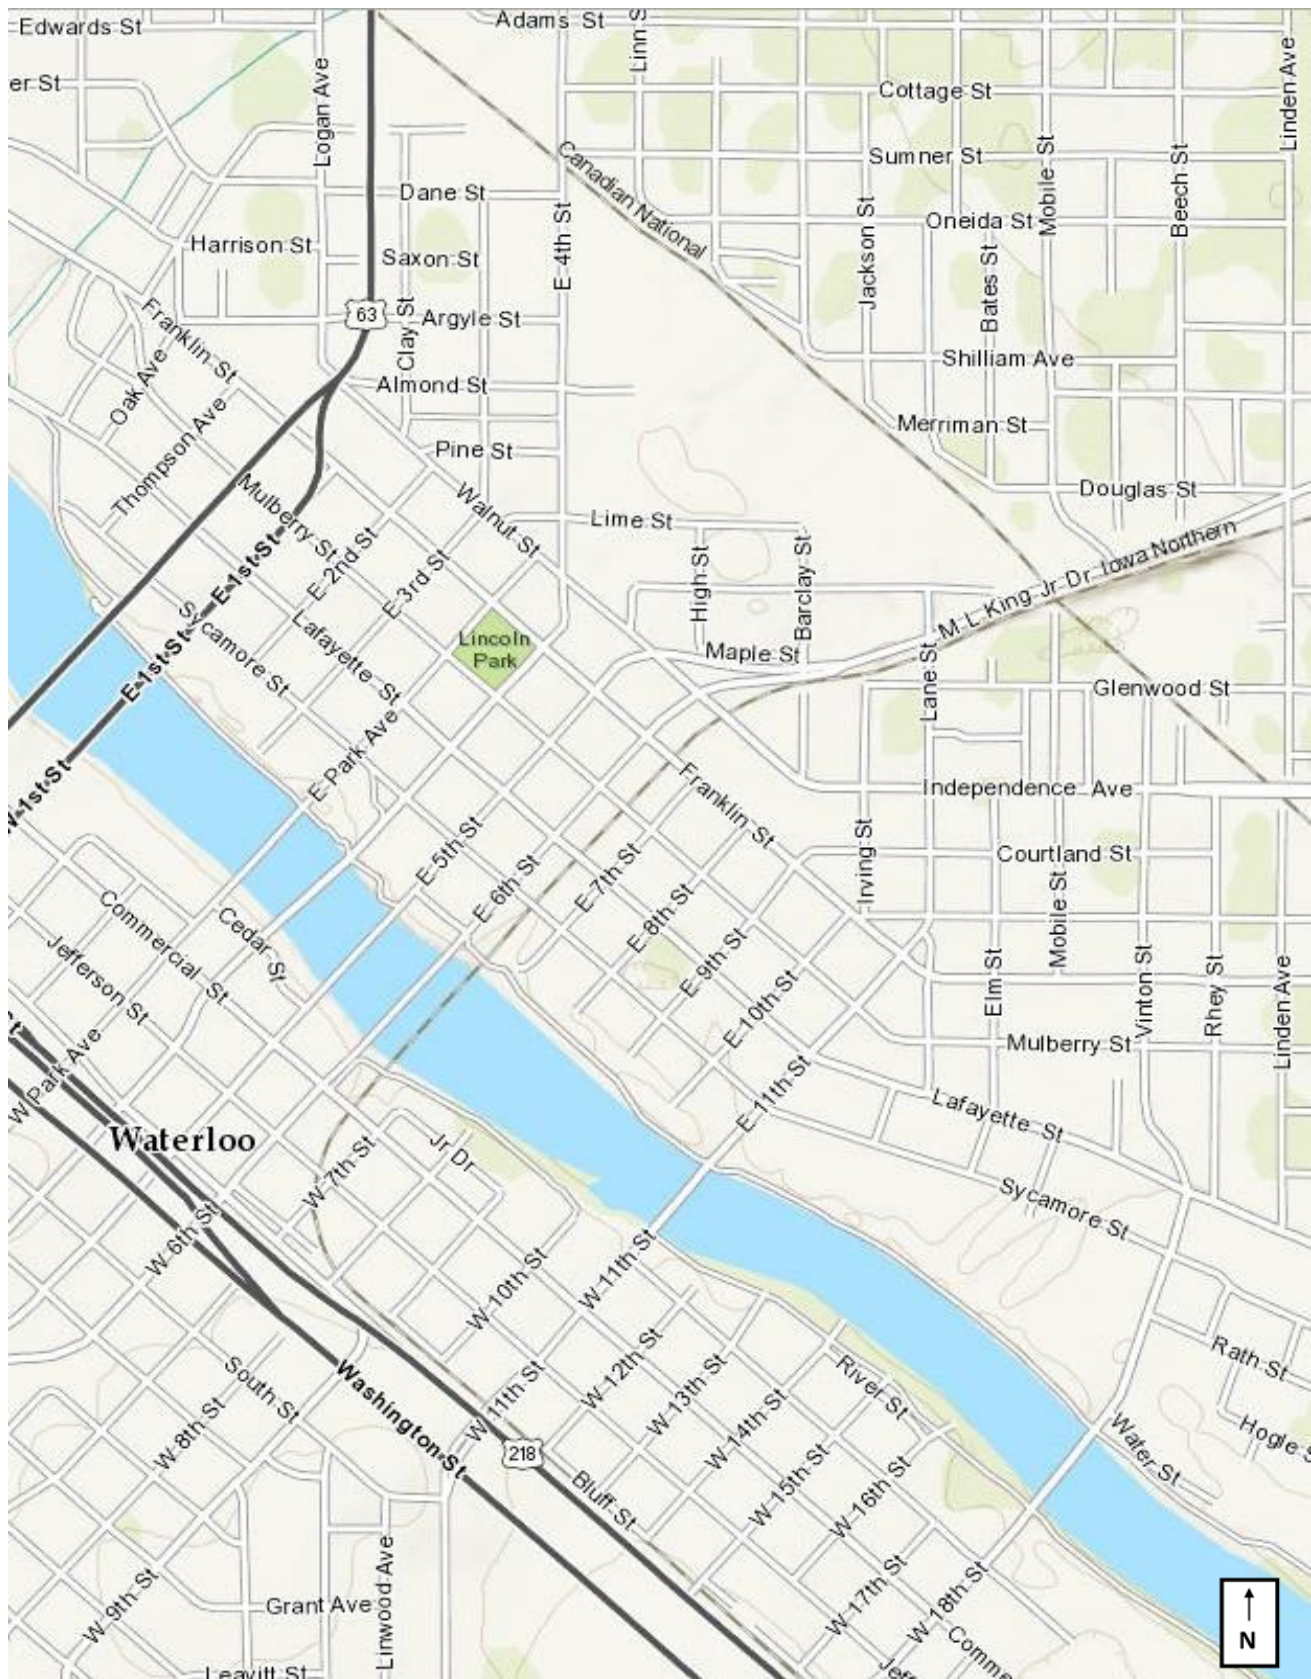 Edwards St
Adams St
Linn S
Linden Ave
er St
Logan Ave
Cottage St
Canadian National
Sumner St
Mobile St
Beech St
Dane St
E 4th St
Jackson St
Oneida St
Harrison St
Saxon St
Bates St
63
Clay St
Argyle St
Franklin St
Oak Ave
Almond St
Shilliam Ave
Thompson Ave
Merriman St
Pine St
Mulberry St
Walnut St
Douglas St
Lime St
E 1st St
E 2nd St
E 3rd St
High St
Barclay St
M L King Jr Dr
Iowa Northern
Sycamore St
Lafayette St
Lincoln
Park
Maple St
E 1st St
Lane St
Glenwood St
E Park Ave
W 1st St
Franklin St
Independence Ave
E 5th St
E 6th St
E 7th St
Irving St
Courtland St
Commercial St
Cedar St
E 8th St
E 9th St
Mobile St
Jefferson St
E 10th St
Elm St
Vinton St
Rhey St
Linden Ave
St
W Park Ave
Mulberry St
E 11th St
Lafayette St
Waterloo
Jr Dr
W 7th St
Sycamore St
W 6th St
W 10th St
W 11th St
Rath St
South St
Washington St
W 12th St
W 13th St
River St
W 8th St
W 11th St
W 14th St
Water St
Hogle S
218
Bluff St
W 15th St
W 16th St
W 9th St
Grant Ave
Linwood Ave
W 17th St
W 18th St
Comme
Jeff
Leavitt St
N